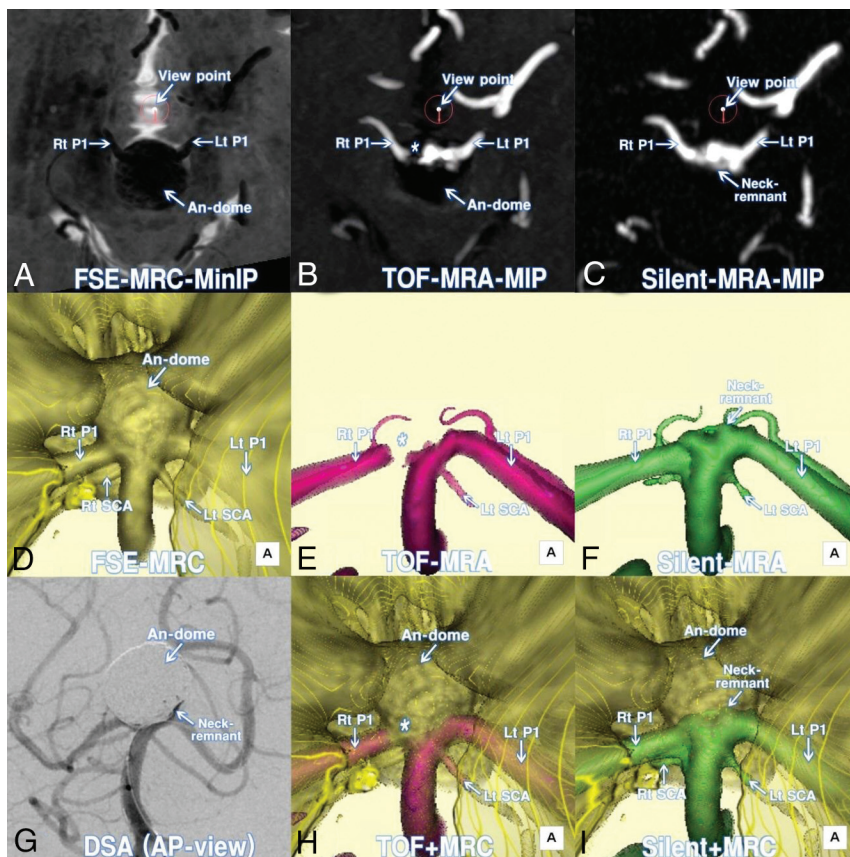 View point
Rt P1
Lt P1
An-dome
A
FSE-MRC-MinIP
View point
Rt P1
*
Lt P1
An-dome
B
TOF-MRA-MIP
View point
Rt P1
Lt P1
Neck-
remnant
C
Silent-MRA-MIP
An-dome
Rt P1
Lt P1
Rt SCA
Lt SCA
D
FSE-MRC
A
Rt P1
*
Lt P1
Lt SCA
E
TOF-MRA
A
Neck-
remnant
Rt P1
Lt P1
Lt SCA
F
Silent-MRA
A
An-dome
Neck-
remnant
G
DSA (AP-view)
An-dome
Rt P1
*
Lt P1
Lt SCA
H
TOF+MRC
A
An-dome
Neck-
remnant
Rt P1
Lt P1
Rt SCA
Lt SCA
I
Silent+MRC
A